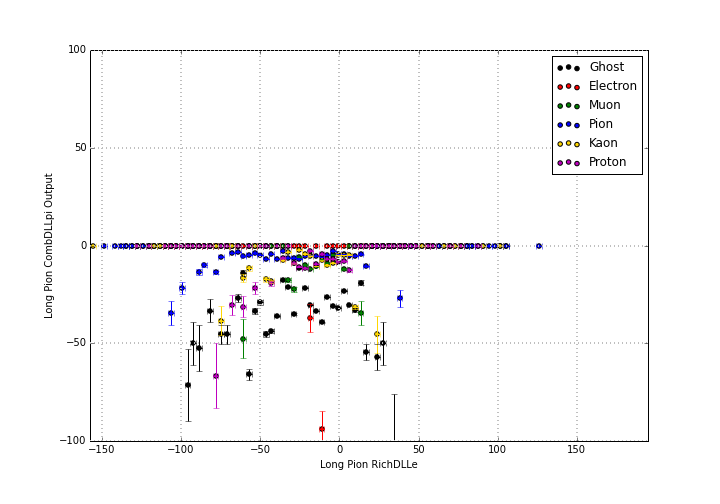 100
50
0
−50
−100
Long Pion CombDLLpi Output
Ghost
Electron
Muon
Pion
Kaon
Proton
−150 −100 −50 0 50 100 150
Long Pion RichDLLe